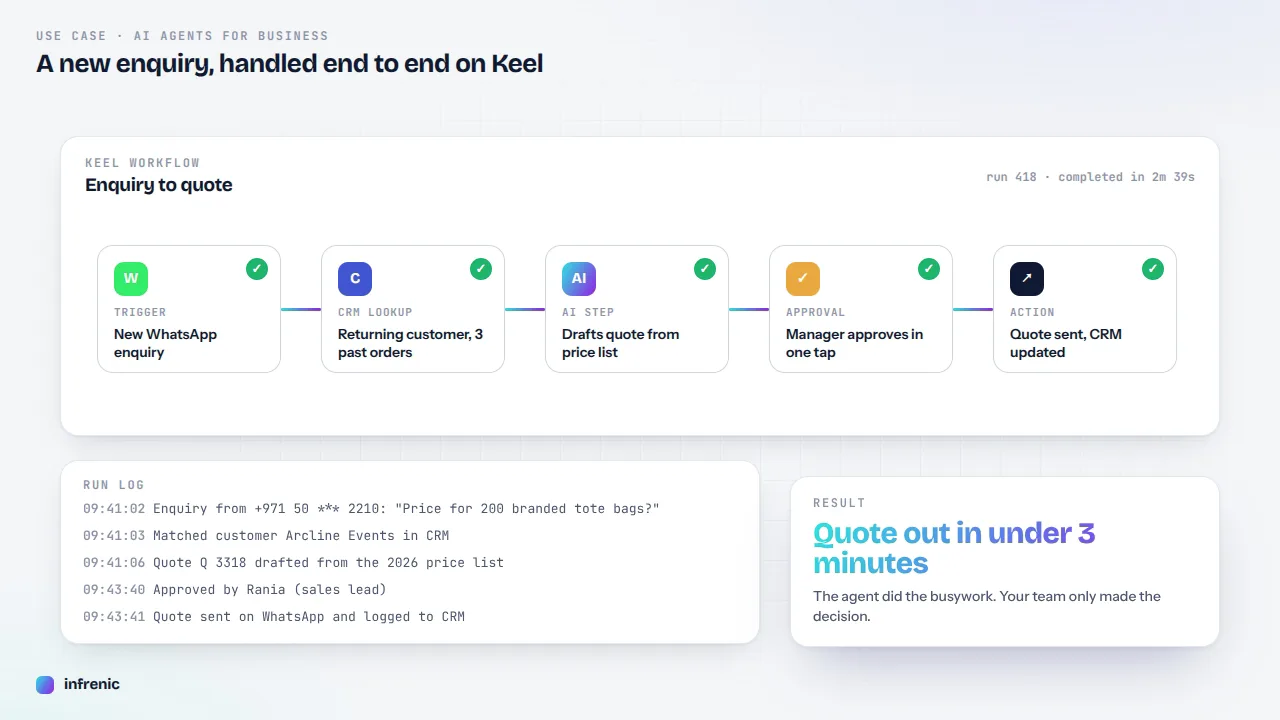 USE CASE · AI AGENTS FOR BUSINESS
A new enquiry, handled end to end on Keel
KEEL WORKFLOW
Enquiry to quote
run 418 · completed in 2m 39s
W ✓
TRIGGER
New WhatsApp
enquiry
C ✓
CRM LOOKUP
Returning customer, 3
past orders
AI ✓
AI STEP
Drafts quote from
price list
✓ ✓
APPROVAL
Manager approves in
one tap
↗ ✓
ACTION
Quote sent, CRM
updated
RUN LOG
09:41:02 Enquiry from +971 50 *** 2210: "Price for 200 branded tote bags?"
09:41:03 Matched customer Arcline Events in CRM
09:41:06 Quote Q 3318 drafted from the 2026 price list
09:43:40 Approved by Rania (sales lead)
09:43:41 Quote sent on WhatsApp and logged to CRM
RESULT
Quote out in under 3
minutes
The agent did the busywork. Your team only made the
decision.
infrenic